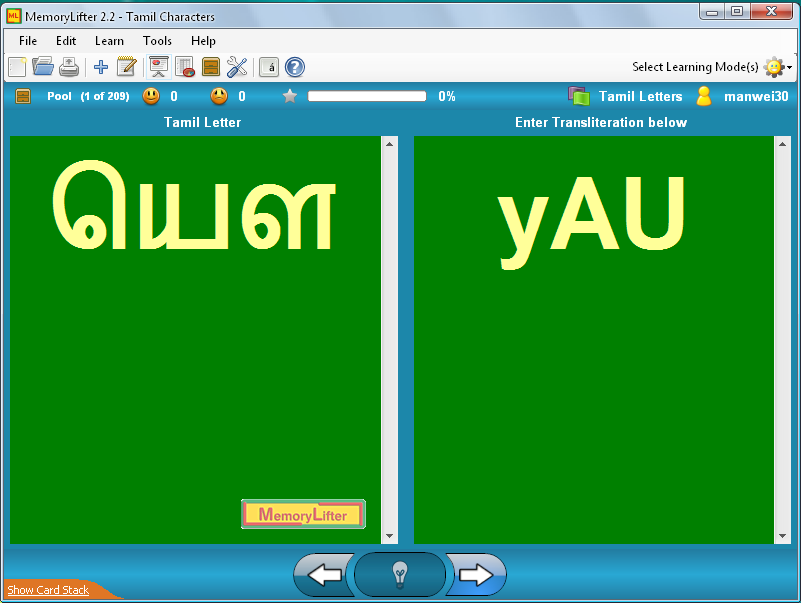 MemoryLifter 2.2 - Tamil Characters
File Edit Learn Tools Help
Select Learning Mode(s)
Pool (1 of 209) 0 0 0% Tamil Letters manwei30
Tamil Letter
Enter Transliteration below
யௌ
yAU
MemoryLifter
Show Card Stack